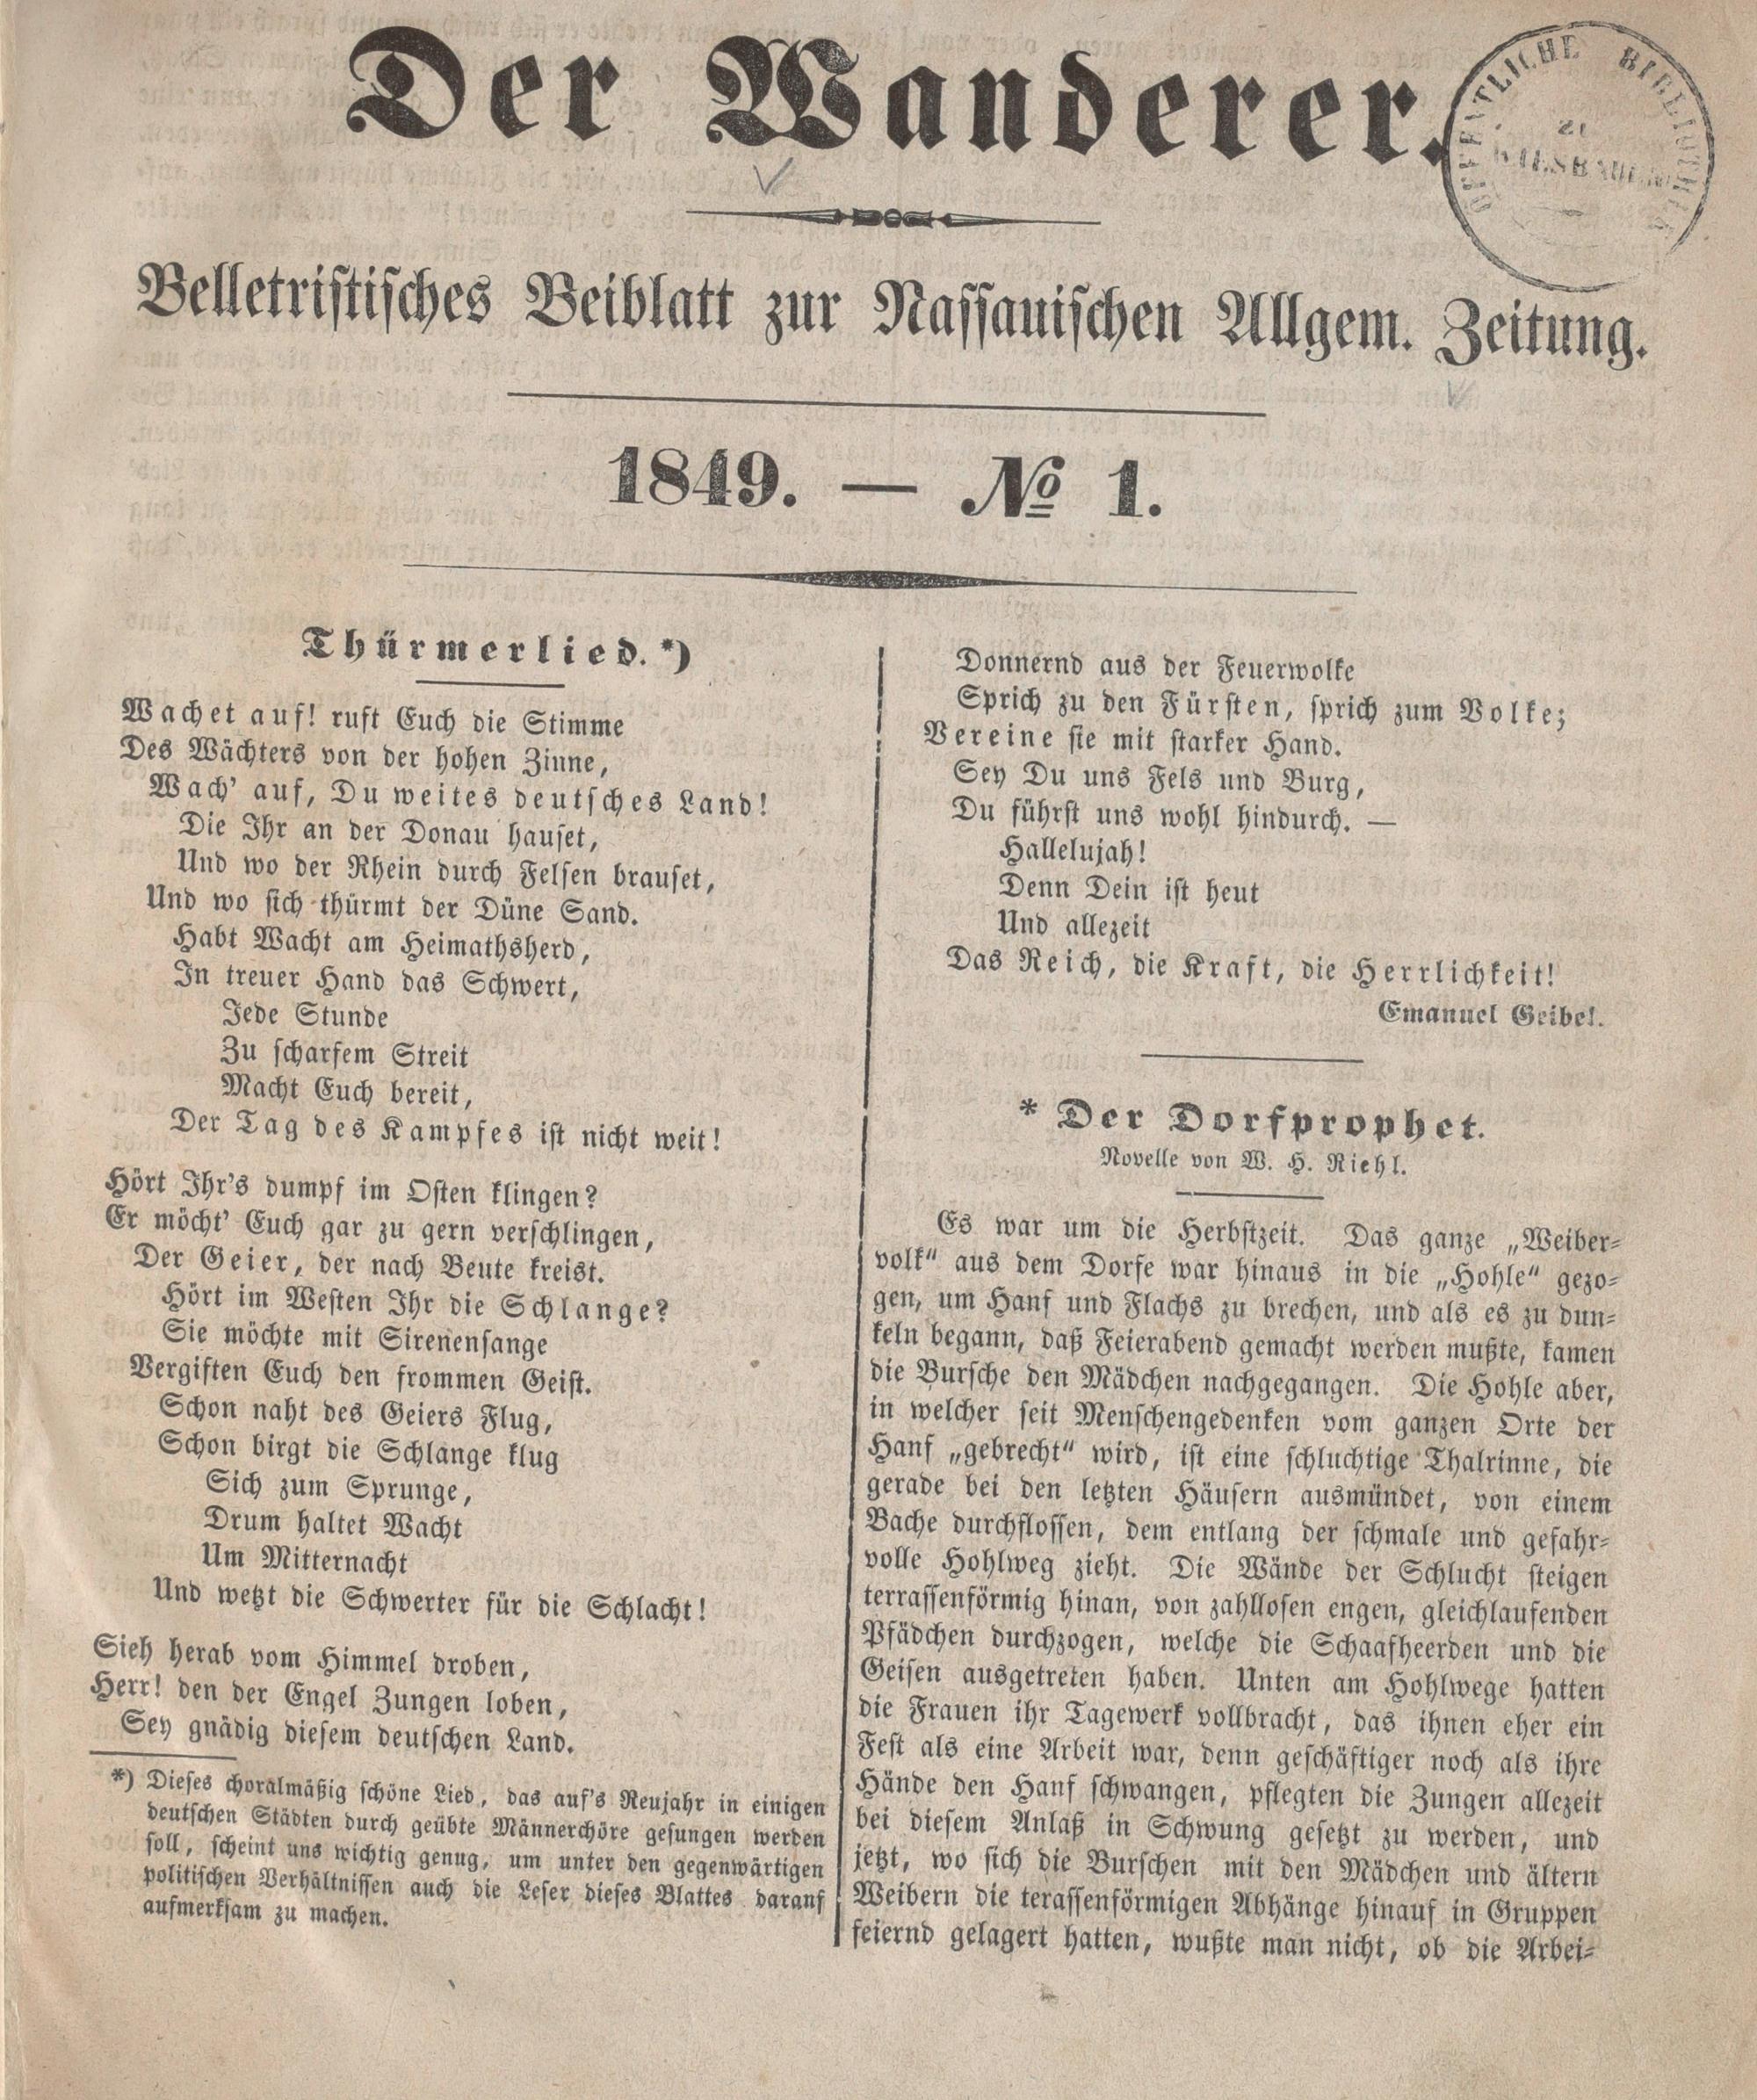 Der Wanderer.
OEFFENTLICHE BIBLIOTHEK
ZU
WIESBADEN
Belletristisches Beiblatt zur Nassauischen Allgem. Zeitung.
1849. — № 1.
Thürmerlied. *)
Wachet auf! ruft Euch die Stimme
Des Wächters von der hohen Zinne,
Wach' auf, Du weites deutsches Land!
Die Ihr an der Donau hauset,
Und wo der Rhein durch Felsen brauset,
Und wo sich thürmt der Düne Sand.
Habt Wacht am Heimathsherd,
In treuer Hand das Schwert,
Jede Stunde
Zu scharfem Streit
Macht Euch bereit,
Der Tag des Kampfes ist nicht weit!
Hört Ihr's dumpf im Osten klingen?
Er möcht' Euch gar zu gern verschlingen,
Der Geier, der nach Beute kreist.
Hört im Westen Ihr die Schlange?
Sie möchte mit Sirenensange
Vergiften Euch den frommen Geist.
Schon naht des Geiers Flug,
Schon birgt die Schlange klug
Sich zum Sprunge,
Drum haltet Wacht
Um Mitternacht
Und wetzt die Schwerter für die Schlacht!
Sieh herab vom Himmel droben,
Herr! den der Engel Zungen loben,
Sey gnädig diesem deutschen Land.
*) Dieses choralmäßig schöne Lied, das auf's Neujahr in einigen
deutschen Städten durch geübte Männerchöre gesungen werden
soll, scheint uns wichtig genug, um unter den gegenwärtigen
politischen Verhältnissen auch die Leser dieses Blattes darauf
aufmerksam zu machen.
Donnernd aus der Feuerwolke
Sprich zu den Fürsten, sprich zum Volke;
Vereine sie mit starker Hand.
Sey Du uns Fels und Burg,
Du führst uns wohl hindurch. —
Hallelujah!
Denn Dein ist heut
Und allezeit
Das Reich, die Kraft, die Herrlichkeit!
Emanuel Geibel.
* Der Dorfprophet.
Novelle von W. H. Riehl.
Es war um die Herbstzeit. Das ganze „Weiber-
volk“ aus dem Dorfe war hinaus in die „Hohle“ gezo-
gen, um Hanf und Flachs zu brechen, und als es zu dun-
keln begann, daß Feierabend gemacht werden mußte, kamen
die Bursche den Mädchen nachgegangen. Die Hohle aber,
in welcher seit Menschengedenken vom ganzen Orte der
Hanf „gebrecht“ wird, ist eine schluchtige Thalrinne, die
gerade bei den letzten Häusern ausmündet, von einem
Bache durchflossen, dem entlang der schmale und gefahr-
volle Hohlweg zieht. Die Wände der Schlucht steigen
terrassenförmig hinan, von zahllosen engen, gleichlaufenden
Pfädchen durchzogen, welche die Schaafheerden und die
Geisen ausgetreten haben. Unten am Hohlwege hatten
die Frauen ihr Tagewerk vollbracht, das ihnen eher ein
Fest als eine Arbeit war, denn geschäftiger noch als ihre
Hände den Hanf schwangen, pflegten die Zungen allezeit
bei diesem Anlaß in Schwung gesetzt zu werden, und
jetzt, wo sich die Burschen mit den Mädchen und ältern
Weibern die terassenförmigen Abhänge hinauf in Gruppen
feiernd gelagert hatten, wußte man nicht, ob die Arbei-